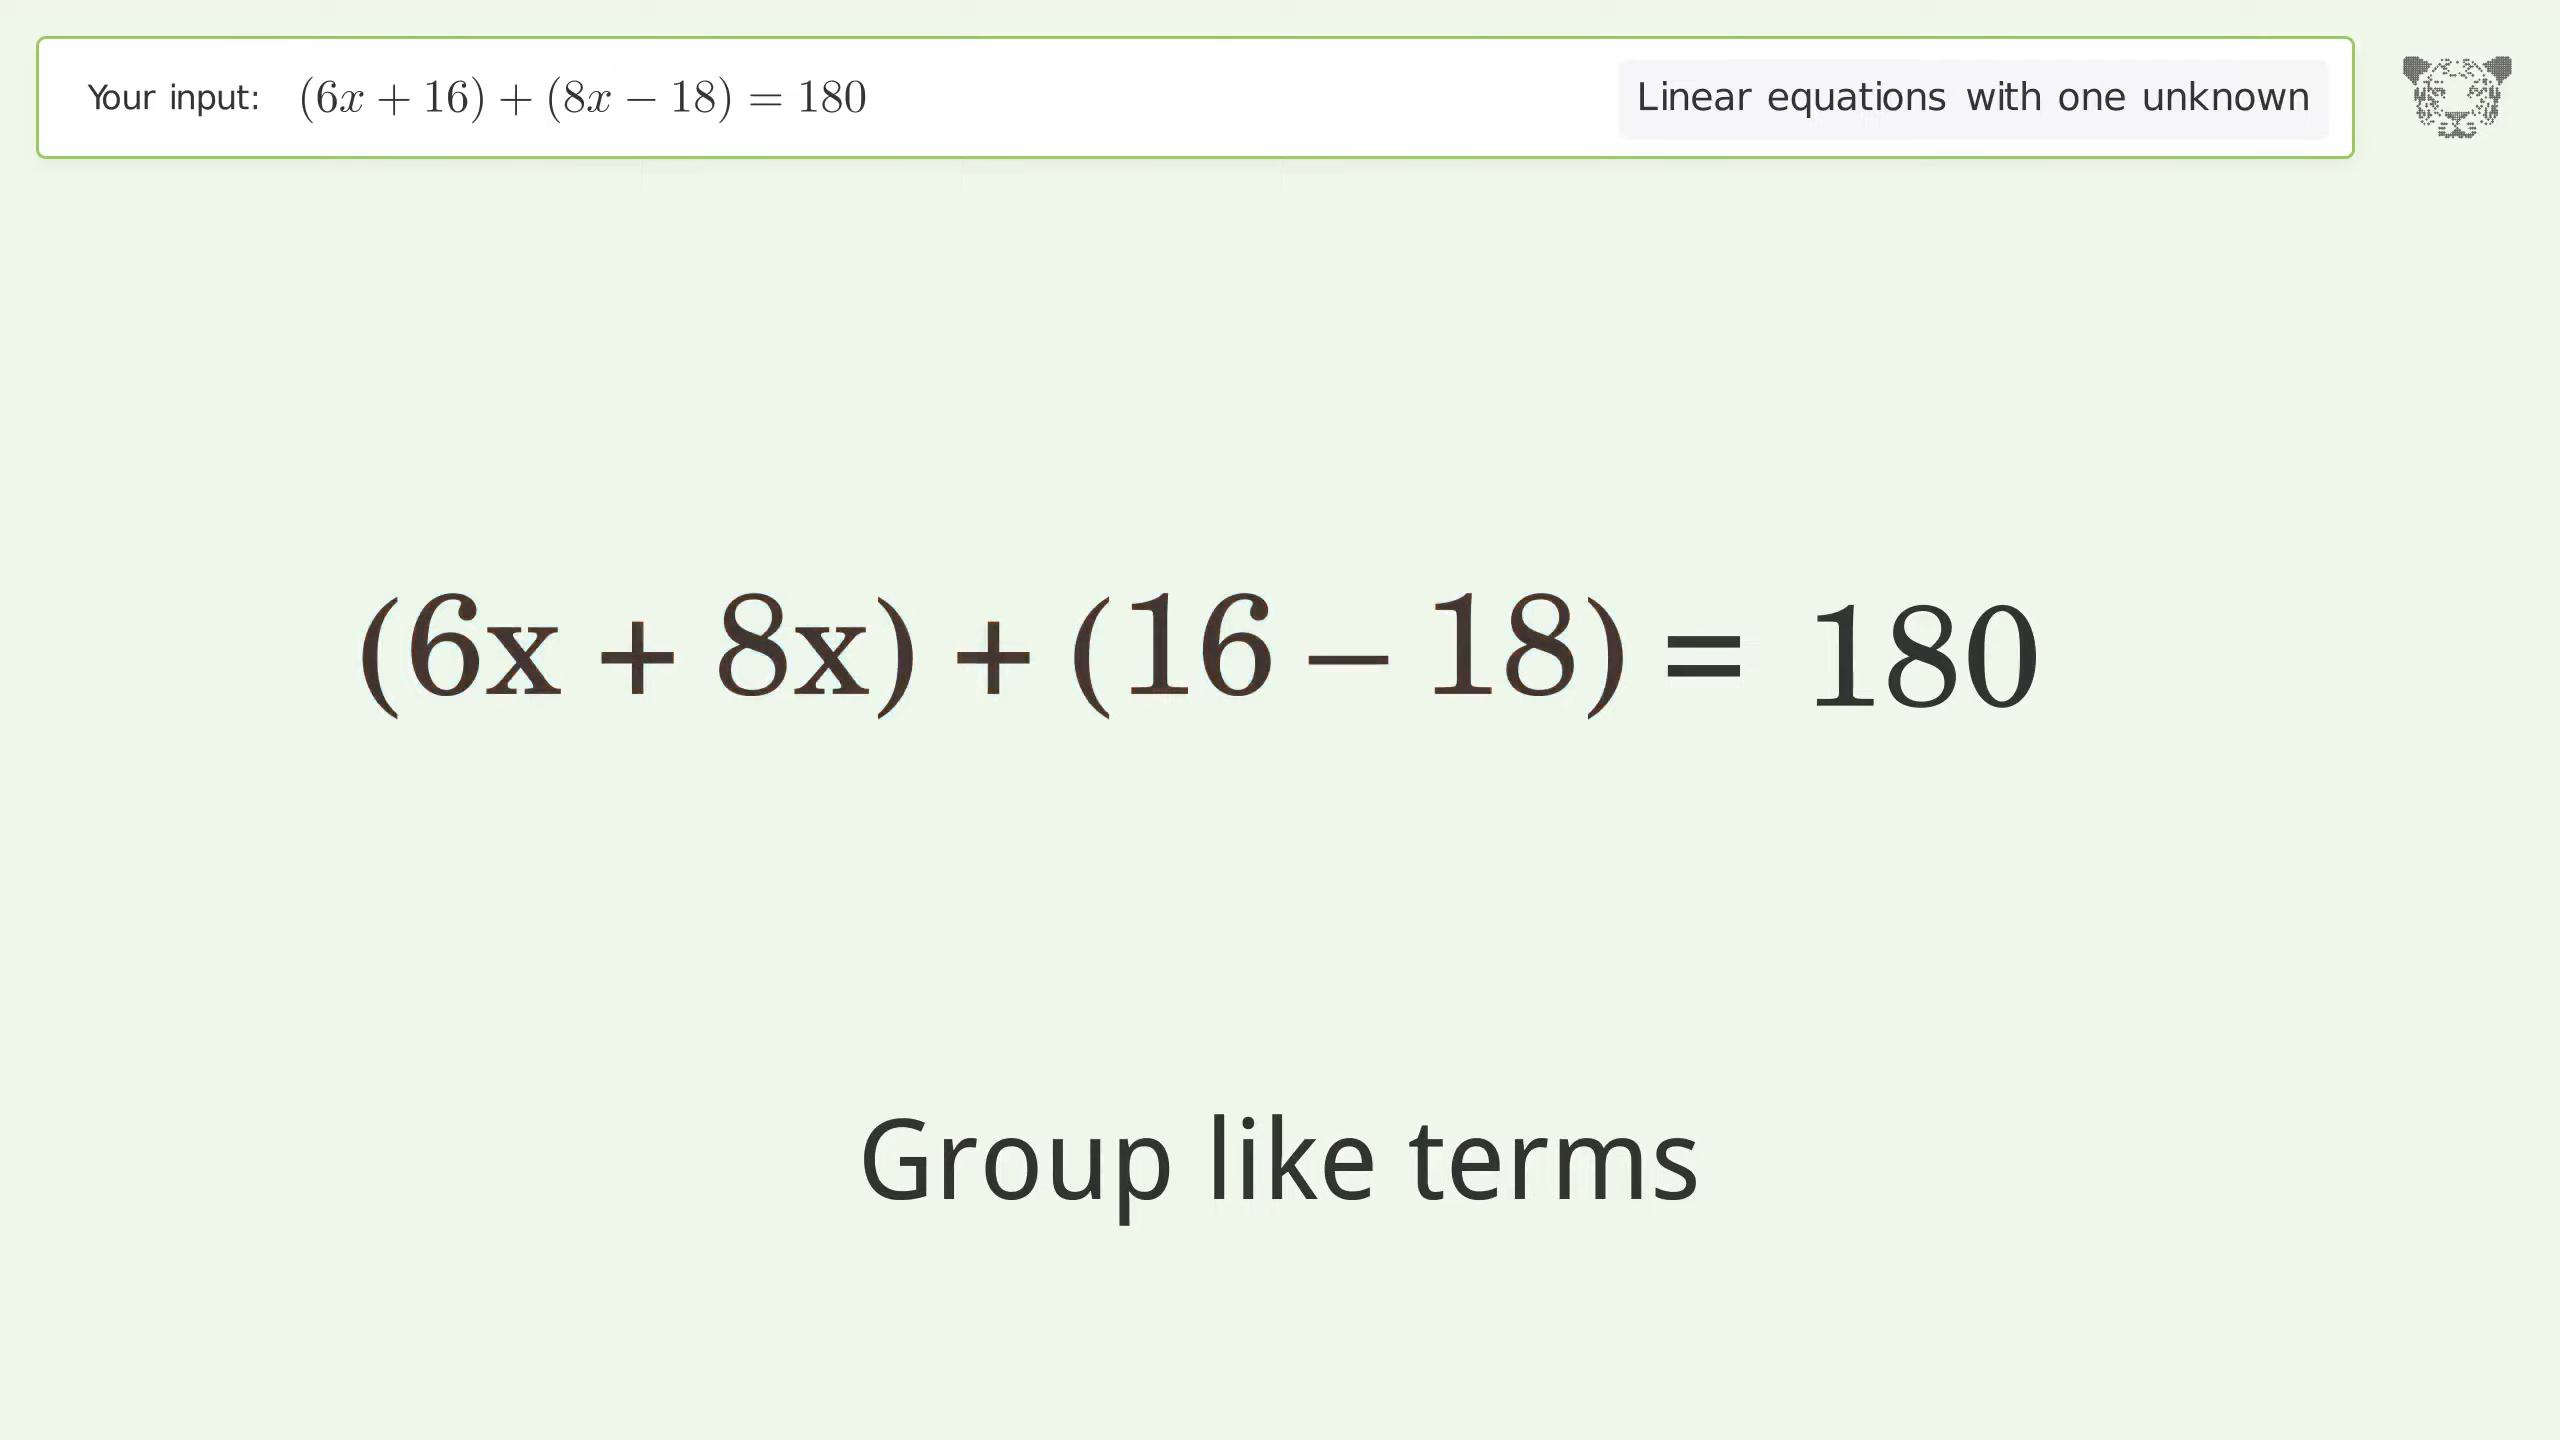 Your input: (6x + 16) + (8x − 18) = 180
Linear equations with one unknown
(6x + 8x) + (16 − 18) = 180
Group like terms